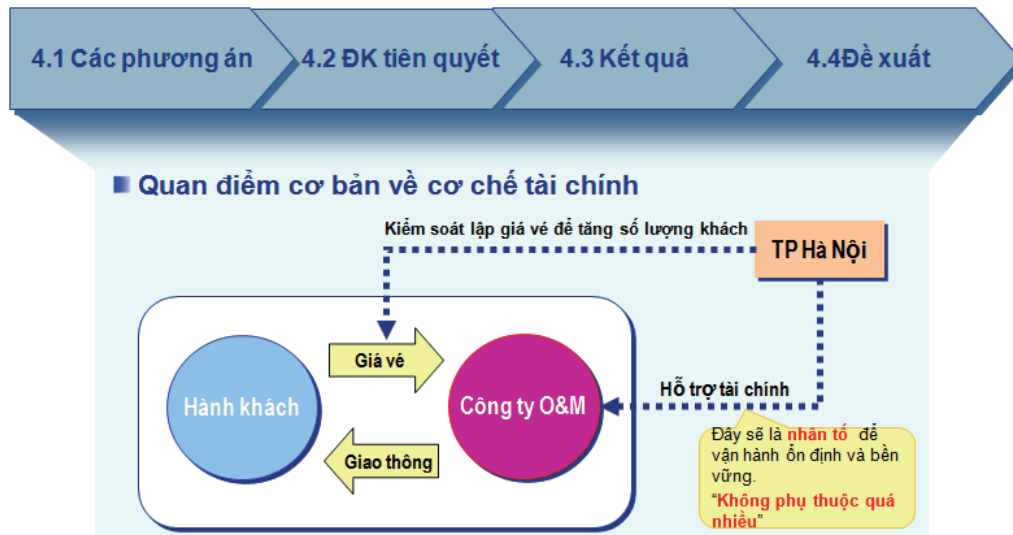 4.1 Các phương án
4.2 ĐK tiên quyết
4.3 Kết quả
4.4Đề xuất
Quan điểm cơ bản về cơ chế tài chính
Kiểm soát lập giá vé để tăng số lượng khách
TP Hà Nội
Giá vé
Hành khách
Công ty O&M
Giao thông
Hỗ trợ tài chính
Đây sẽ là nhân tố để
vận hành ổn định và bền
vững.
"Không phụ thuộc quá
nhiều"